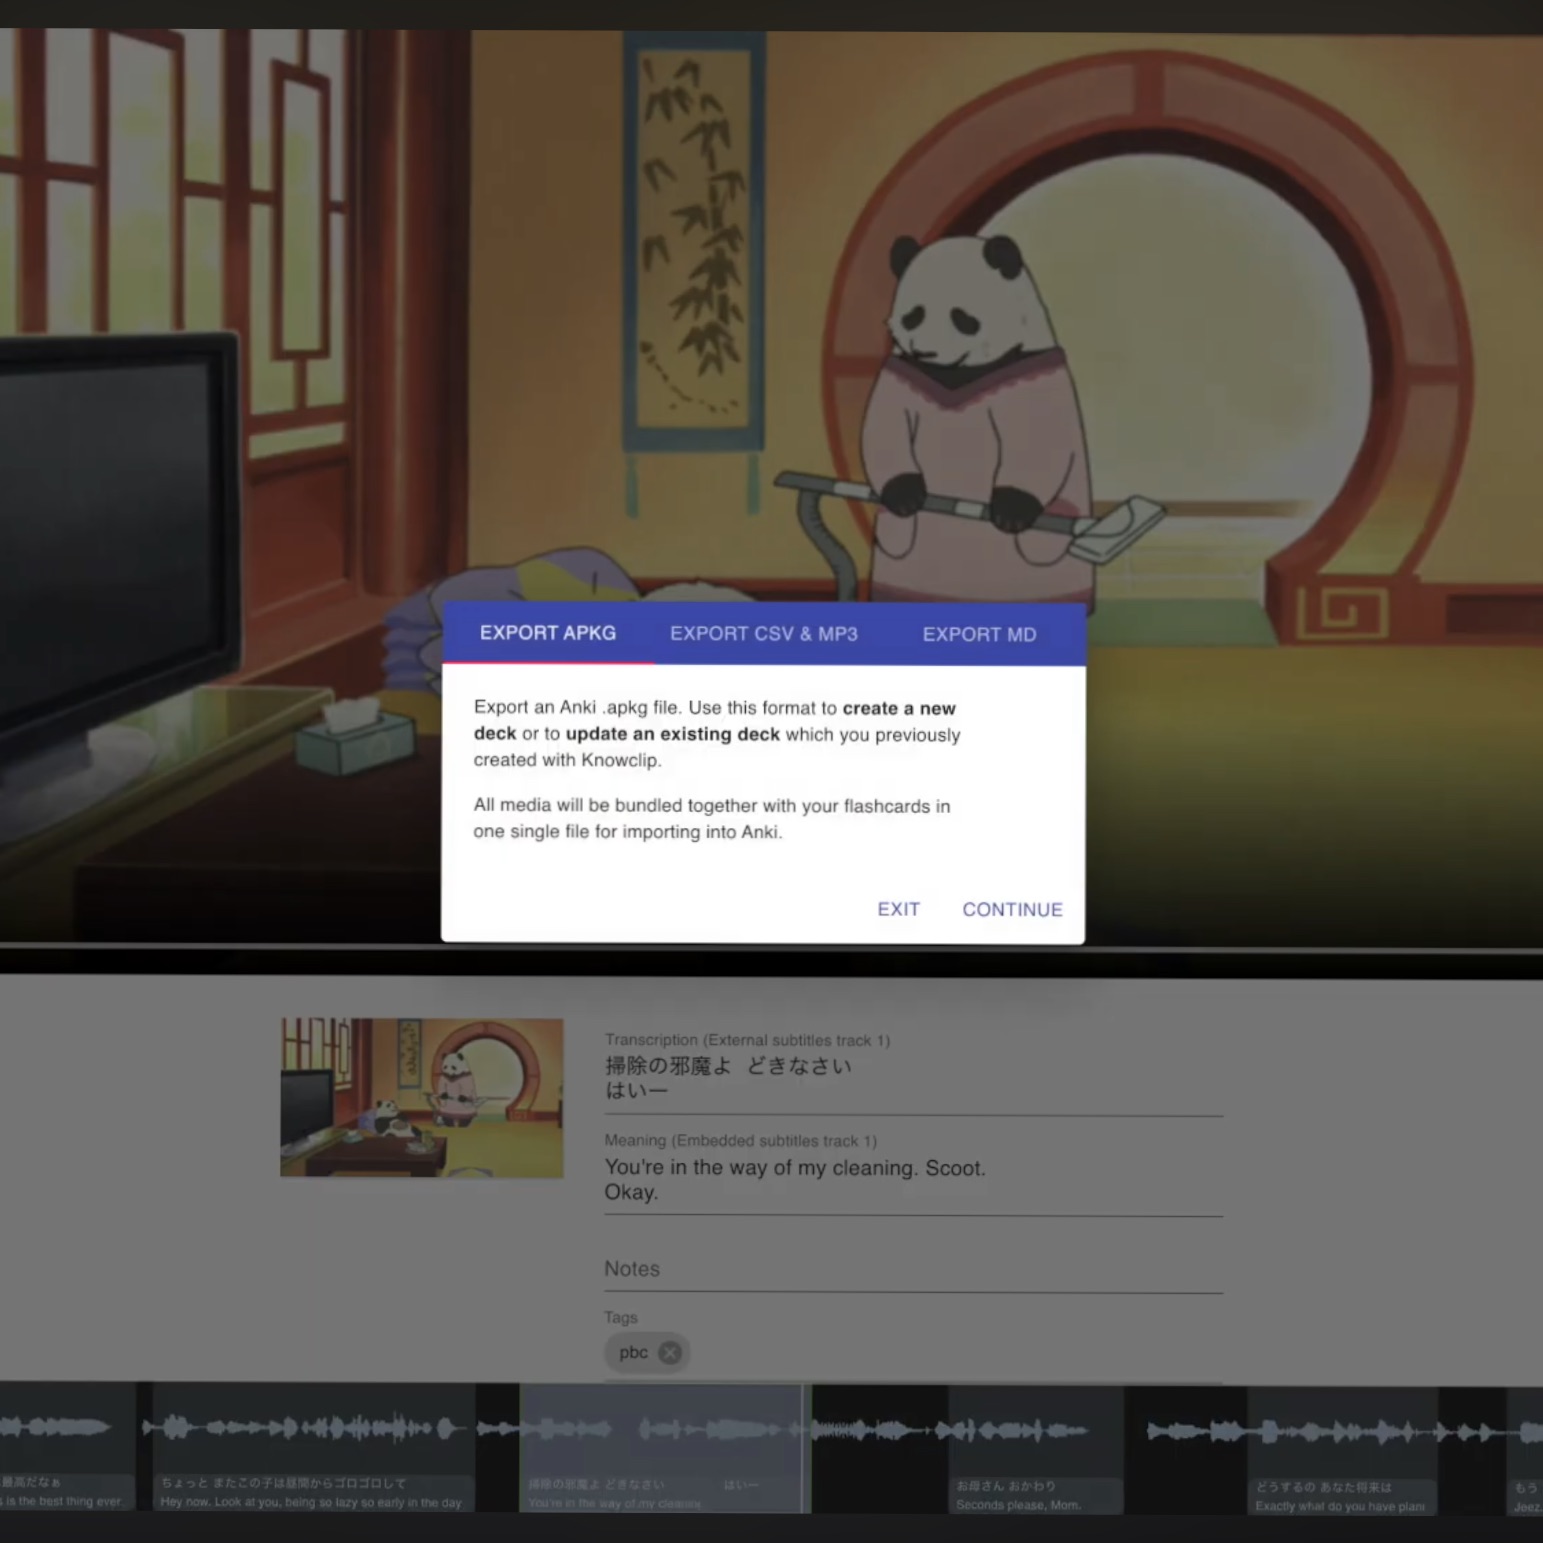 EXPORT APKG
EXPORT CSV & MP3
EXPORT MD
Export an Anki .apkg file. Use this format to create a new
deck or to update an existing deck which you previously
created with Knowclip.
All media will be bundled together with your flashcards in
one single file for importing into Anki.
EXIT
CONTINUE
Transcription (External subtitles track 1)
掃除の邪魔よ どきなさい
はいー
Meaning (Embedded subtitles track 1)
You're in the way of my cleaning. Scoot.
Okay.
Notes
Tags
pbc
最高だなぁ
is the best thing ever.
ちょっと またこの子は昼間からゴロゴロして
Hey now. Look at you, being so lazy so early in the day
掃除の邪魔よ どきなさい はいー
You're in the way of my cleaning
お母さん おかわり
Seconds please, Mom.
どうするの あなた将来は
Exactly what do you have plan
もう
Jeez.